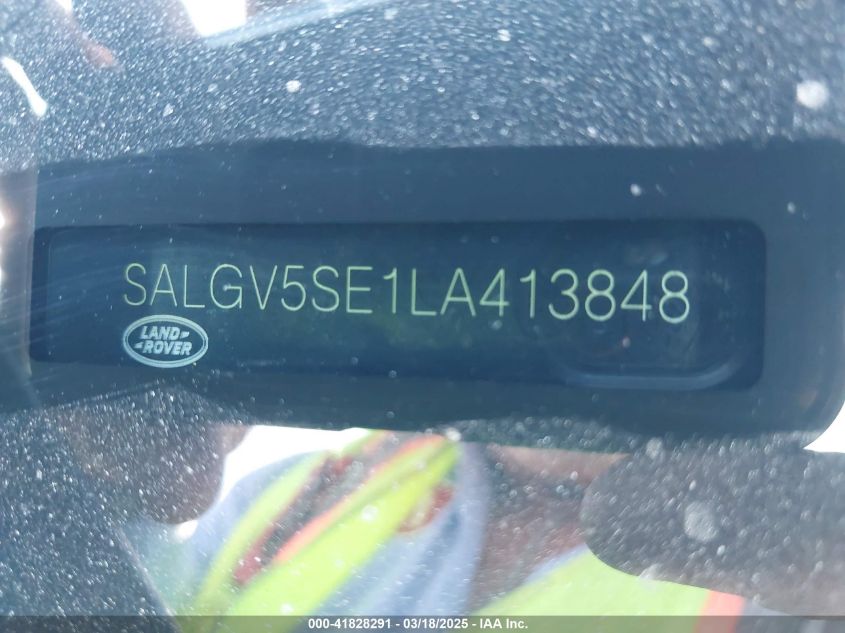 SALGV5SE1LA413848
LAND-
-ROVER
000-41828291 - 03/18/2025 - IAA Inc.